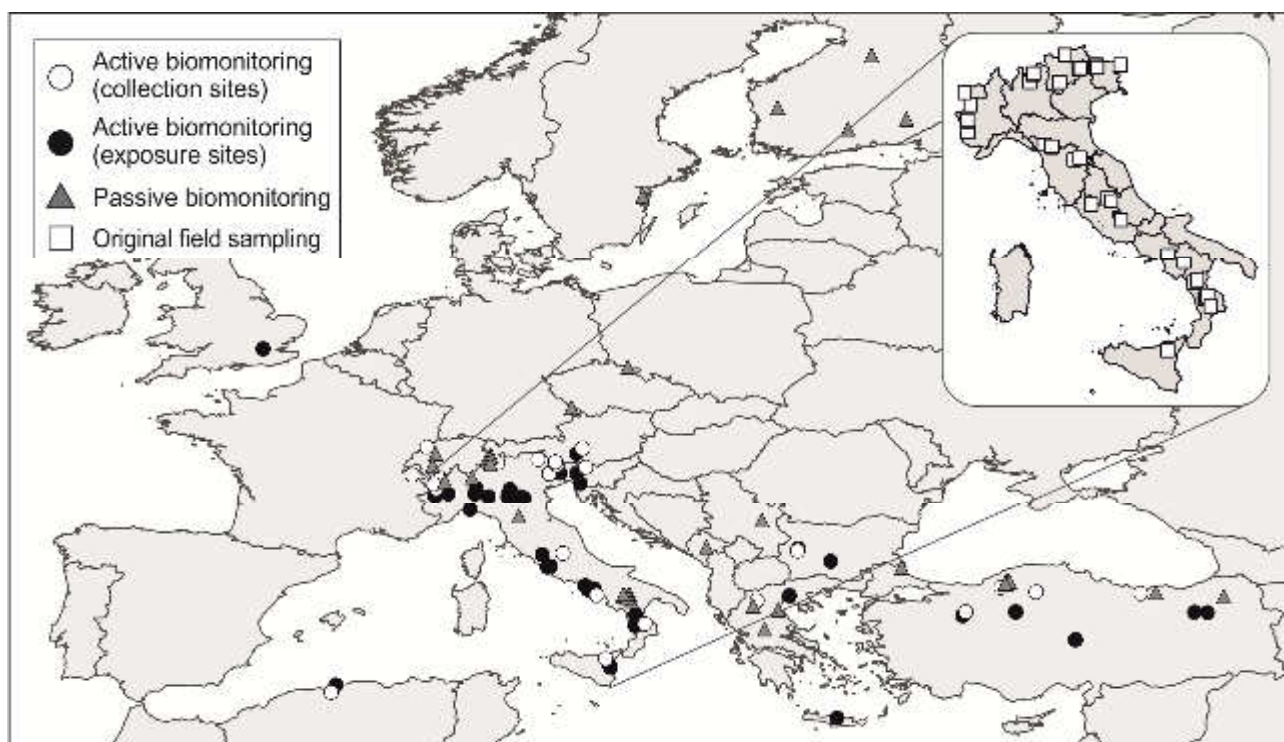 Active biomonitoring
(collection sites)
Active biomonitoring
(exposure sites)
Passive biomonitoring
Original field sampling